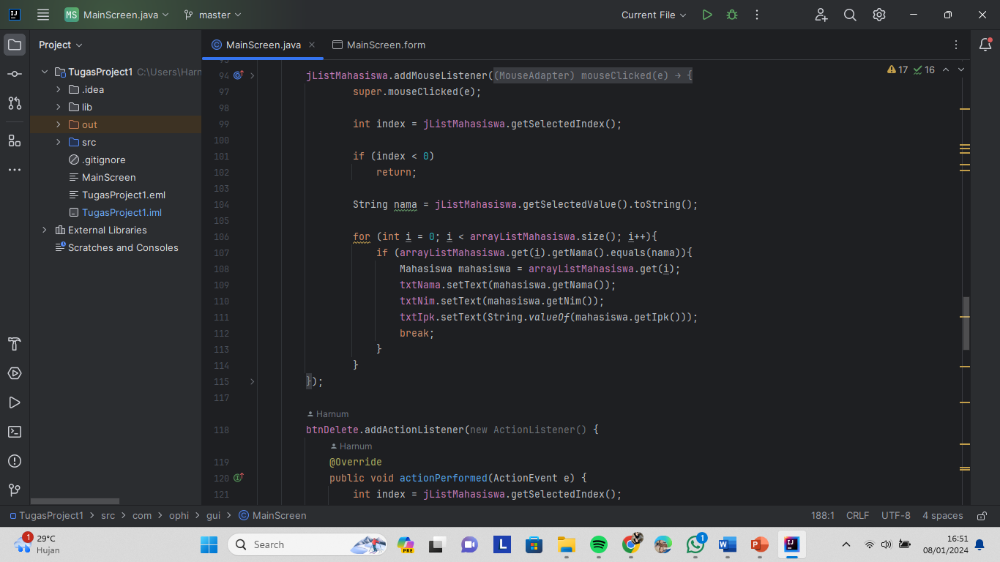 MS MainScreen.java master Current File
Project
MainScreen.java MainScreen.form
TugasProject1 C:\Users\Harn
.idea
lib
out
src
.gitignore
MainScreen
TugasProject1.eml
TugasProject1.iml
External Libraries
Scratches and Consoles
17 16
94 jListMahasiswa.addMouseListener((MouseAdapter) mouseClicked(e) → {
97 super.mouseClicked(e);
98
99 int index = jListMahasiswa.getSelectedIndex();
100
101 if (index < 0)
102 return;
103
104 String nama = jListMahasiswa.getSelectedValue().toString();
105
106 for (int i = 0; i < arrayListMahasiswa.size(); i++){
107 if (arrayListMahasiswa.get(i).getNama().equals(nama)){
108 Mahasiswa mahasiswa = arrayListMahasiswa.get(i);
109 txtNama.setText(mahasiswa.getNama());
110 txtNim.setText(mahasiswa.getNim());
111 txtIpk.setText(String.valueOf(mahasiswa.getIpk()));
112 break;
113 }
114 }
115 });
117
Harnum
118 btnDelete.addActionListener(new ActionListener() {
Harnum
119 @Override
120 public void actionPerformed(ActionEvent e) {
121 int index = jListMahasiswa.getSelectedIndex();
TugasProject1 > src > com > ophi > gui > MainScreen 188:1 CRLF UTF-8 4 spaces
1 29°C
Hujan
Search
PRE
L
1
W
P
IJ
16:51
08/01/2024